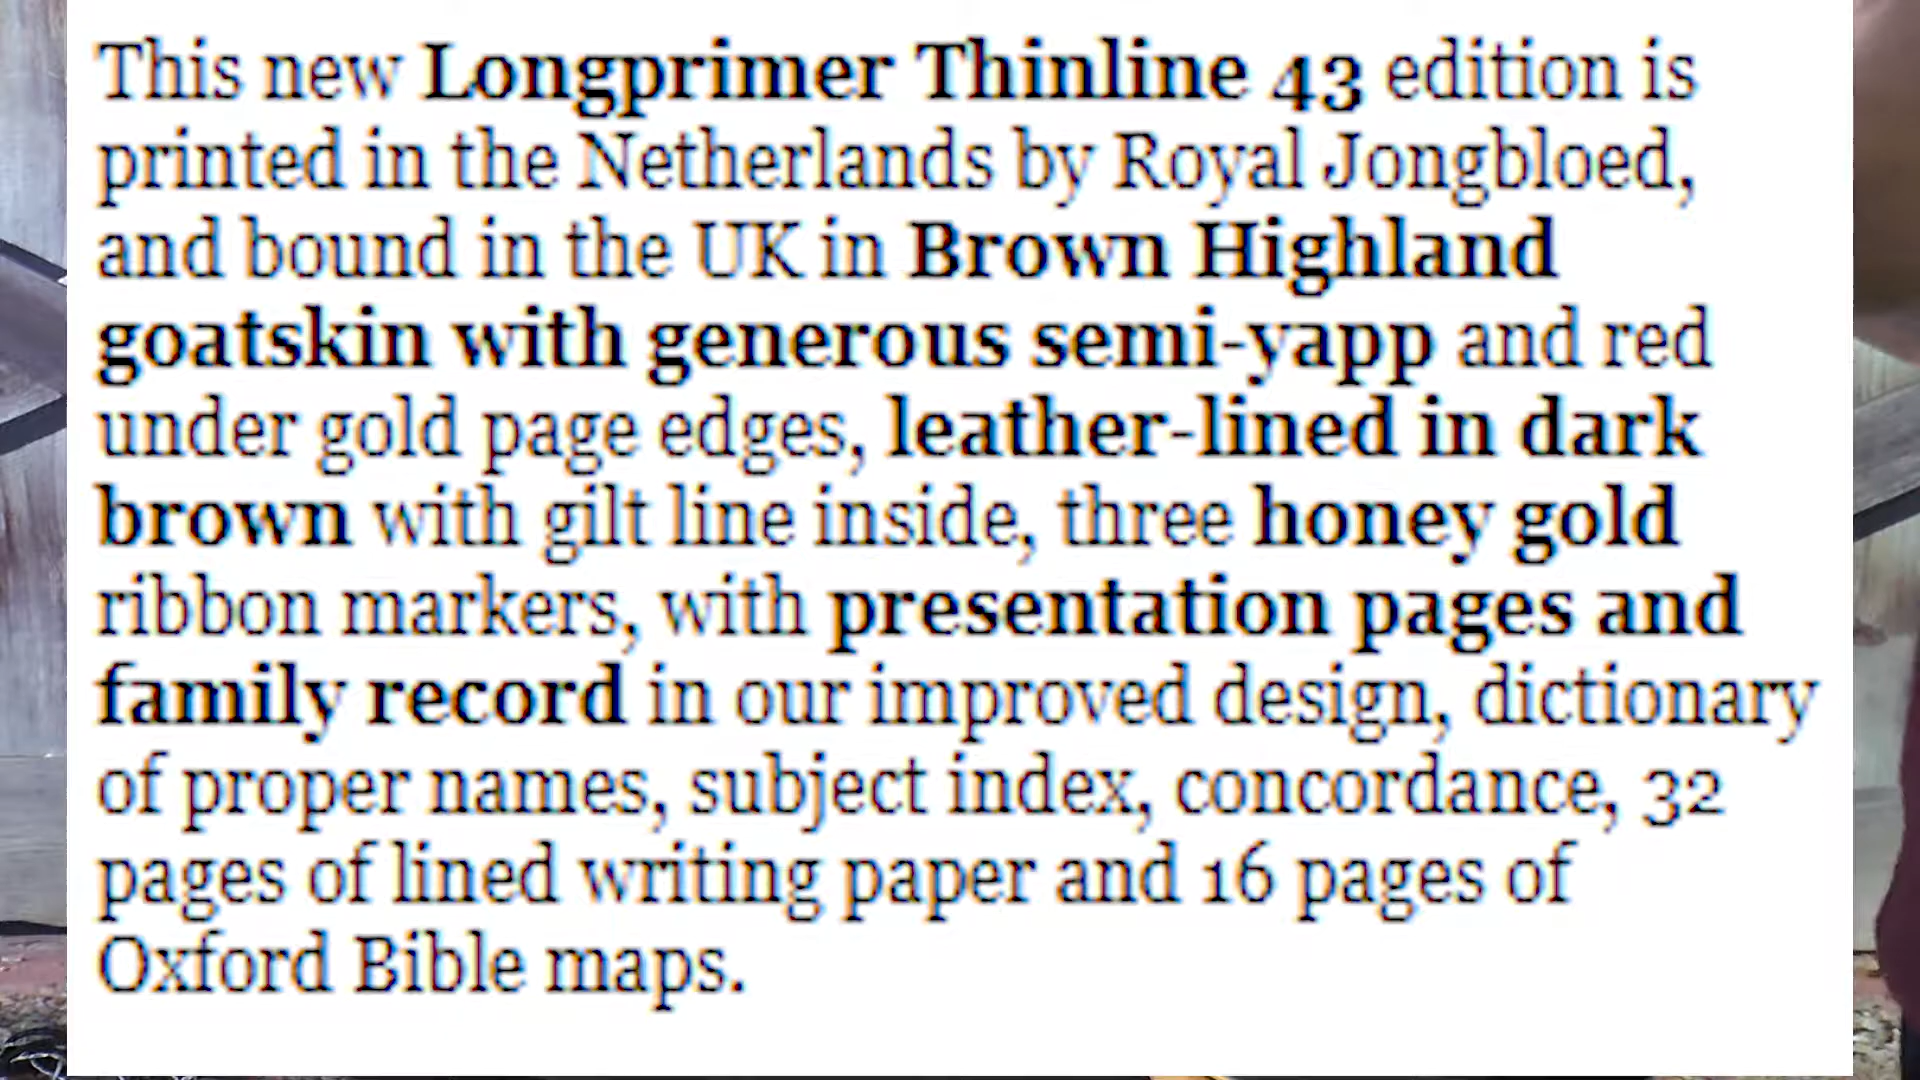 This new Longprimer Thinline 43 edition is
printed in the Netherlands by Royal Jongbloed,
and bound in the UK in Brown Highland
goatskin with generous semi-yapp and red
under gold page edges, leather-lined in dark
brown with gilt line inside, three honey gold
ribbon markers, with presentation pages and
family record in our improved design, dictionary
of proper names, subject index, concordance, 32
pages of lined writing paper and 16 pages of
Oxford Bible maps.